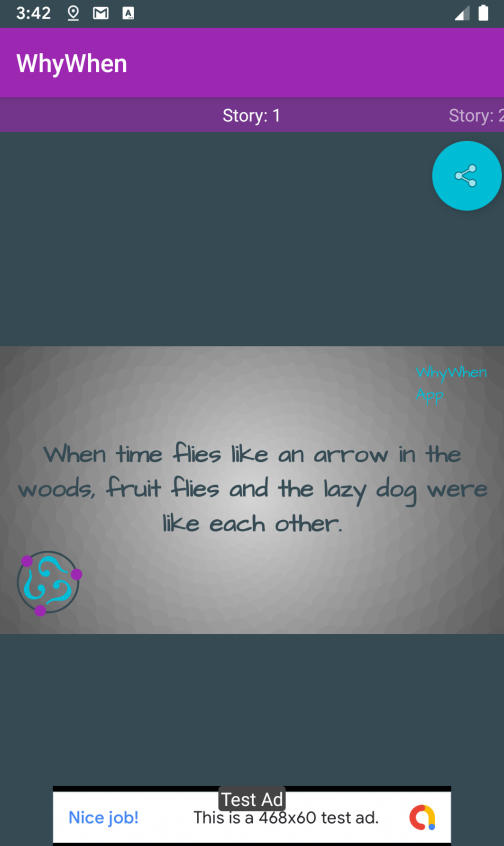 3:42
WhyWhen
Story: 1
Story: 2
WhyWhen
App
When time flies like an arrow in the
woods, fruit flies and the lazy dog were
like each other.
Test Ad
Nice job! This is a 468x60 test ad.